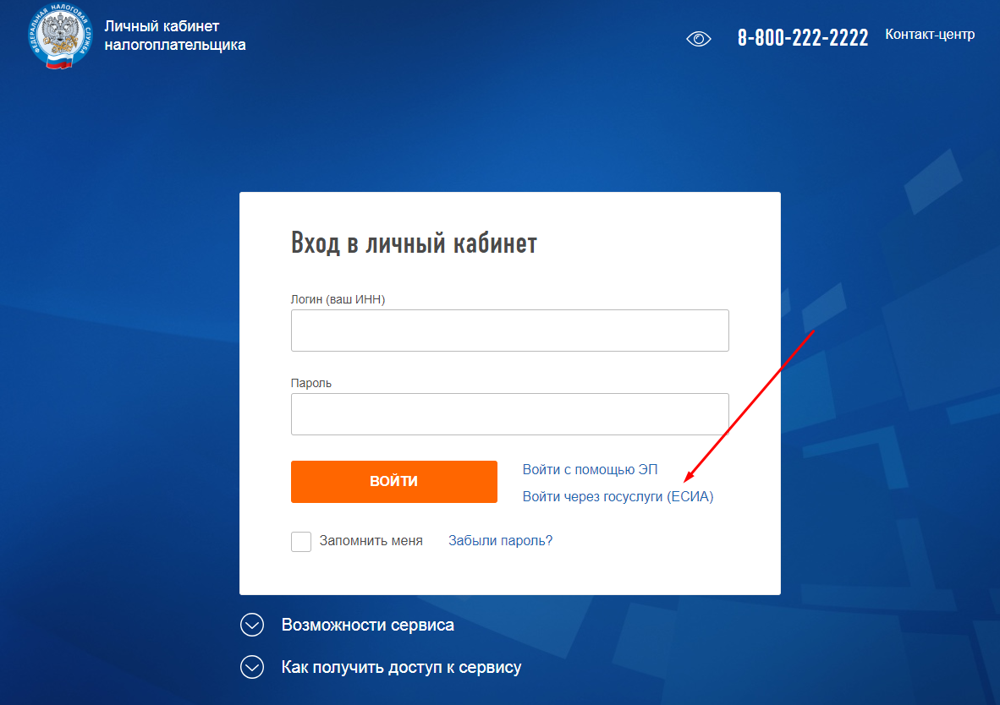 ФЕДЕРАЛЬНАЯ НАЛОГОВАЯ СЛУЖБА
Личный кабинет
налогоплательщика
8-800-222-2222
Контакт-центр
Вход в личный кабинет
Логин (ваш ИНН)
Пароль
ВОЙТИ
Войти с помощью ЭП
Войти через госуслуги (ЕСИА)
Запомнить меня
Забыли пароль?
Возможности сервиса
Как получить доступ к сервису